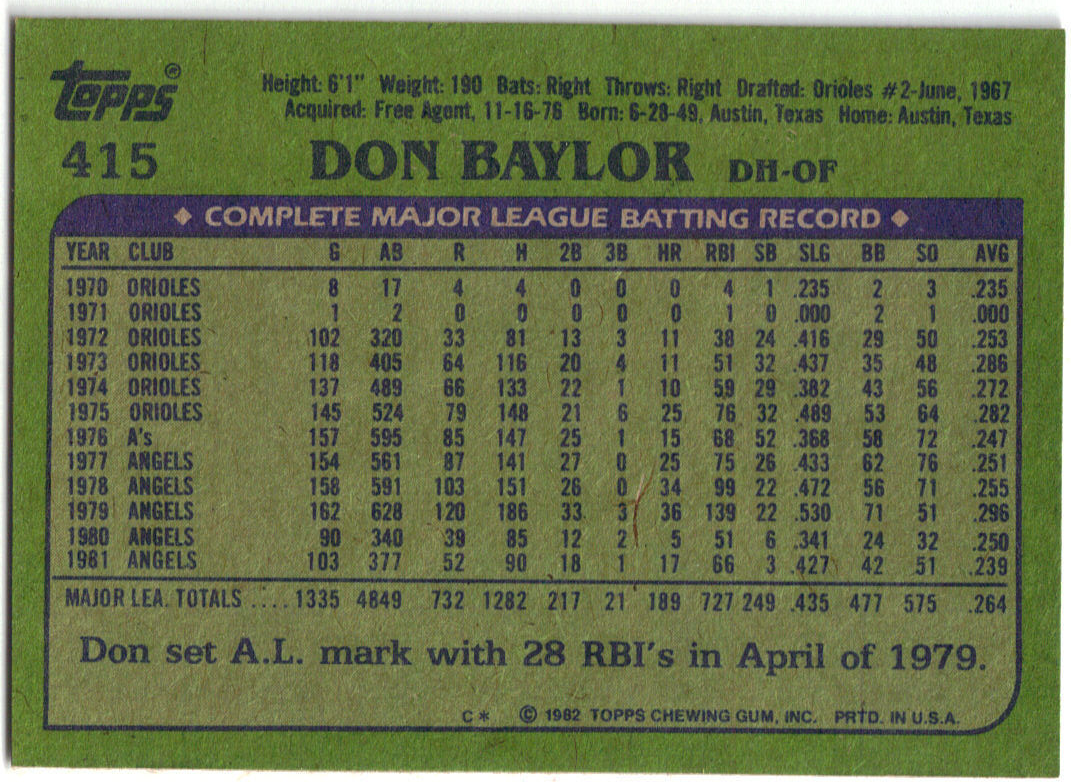 Topps®
Height: 6'1" Weight: 190 Bats: Right Throws: Right Drafted: Orioles #2-June, 1967
Acquired: Free Agent, 11-16-76 Born: 6-28-49, Austin, Texas Home: Austin, Texas
415 DON BAYLOR DH-OF
◆ COMPLETE MAJOR LEAGUE BATTING RECORD ◆
YEAR CLUB G AB R H 2B 3B HR RBI SB SLG BB SO AVG
1970 ORIOLES 8 17 4 4 0 0 0 4 1 .235 2 3 .235
1971 ORIOLES 1 2 0 0 0 0 0 1 0 .000 2 1 .000
1972 ORIOLES 102 320 33 81 13 3 11 38 24 .416 29 50 .253
1973 ORIOLES 118 405 64 116 20 4 11 51 32 .437 35 48 .286
1974 ORIOLES 137 489 66 133 22 1 10 59 29 .382 43 56 .272
1975 ORIOLES 145 524 79 148 21 6 25 76 32 .489 53 64 .282
1976 A's 157 595 85 147 25 1 15 68 52 .368 58 72 .247
1977 ANGELS 154 561 87 141 27 0 25 75 26 .433 62 76 .251
1978 ANGELS 158 591 103 151 26 0 34 99 22 .472 56 71 .255
1979 ANGELS 162 628 120 186 33 3 36 139 22 .530 71 51 .296
1980 ANGELS 90 340 39 85 12 2 5 51 6 .341 24 32 .250
1981 ANGELS 103 377 52 90 18 1 17 66 3 .427 42 51 .239
MAJOR LEA. TOTALS ....1335 4849 732 1282 217 21 189 727 249 .435 477 575 .264
Don set A.L. mark with 28 RBI's in April of 1979.
C* © 1982 TOPPS CHEWING GUM, INC. PRTD. IN U.S.A.